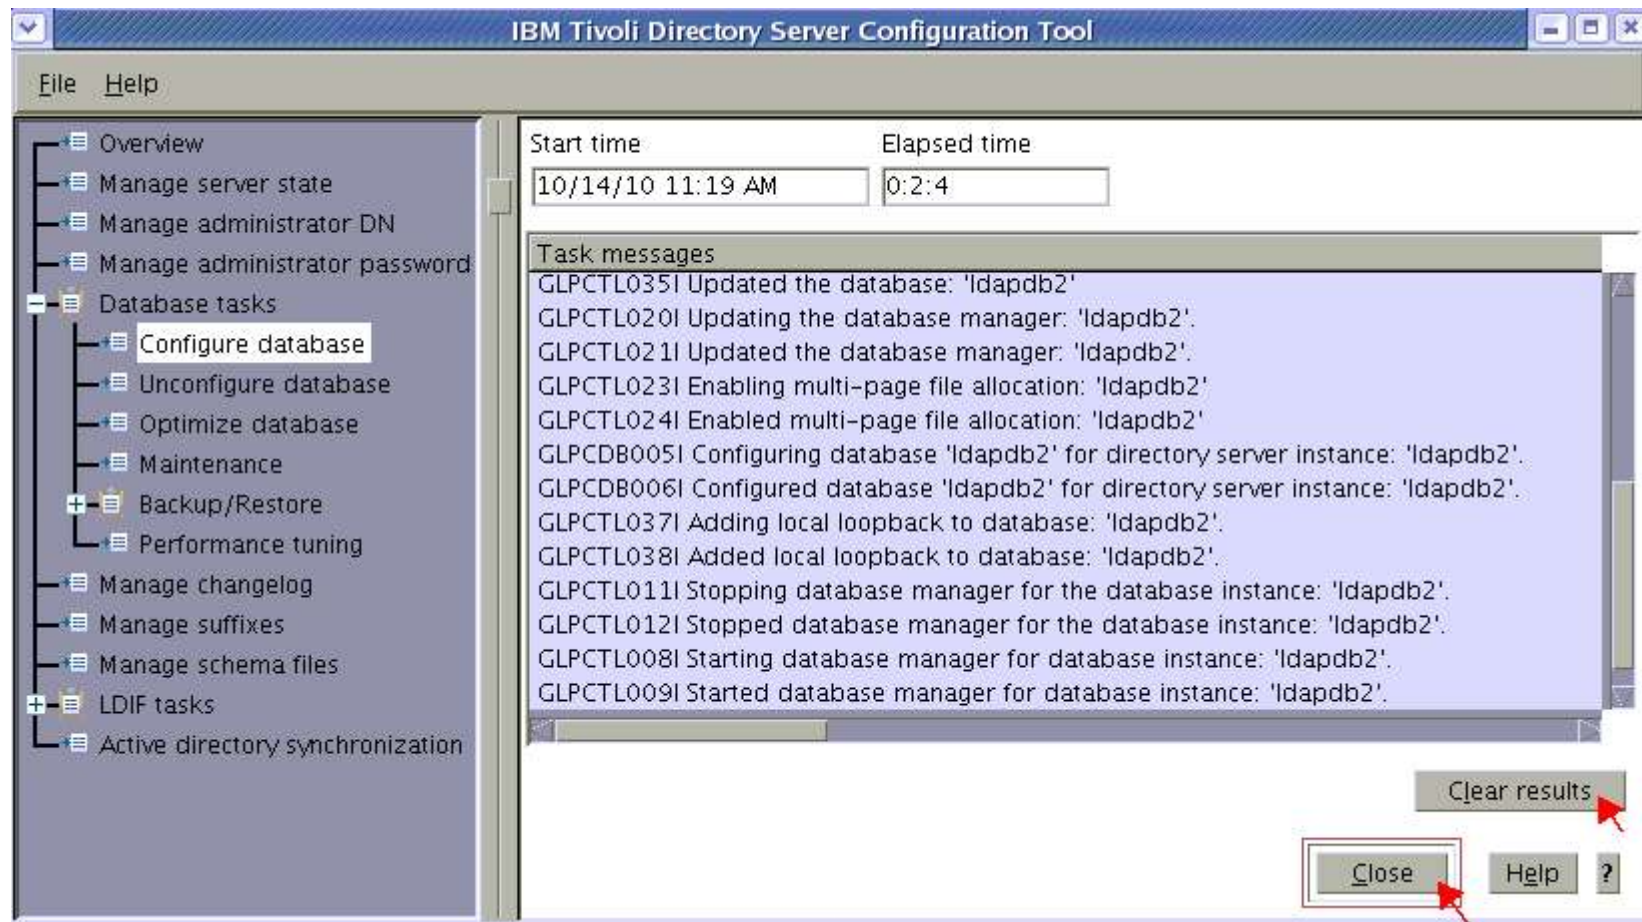 IBM Tivoli Directory Server Configuration Tool
File Help
Overview
Manage server state
Manage administrator DN
Manage administrator password
Database tasks
Configure database
Unconfigure database
Optimize database
Maintenance
Backup/Restore
Performance tuning
Manage changelog
Manage suffixes
Manage schema files
LDIF tasks
Active directory synchronization
Start time Elapsed time
10/14/10 11:19 AM 0:2:4
Task messages
GLPCTL035I Updated the database: 'ldapdb2'
GLPCTL020I Updating the database manager: 'ldapdb2'.
GLPCTL021I Updated the database manager: 'ldapdb2'.
GLPCTL023I Enabling multi-page file allocation: 'ldapdb2'
GLPCTL024I Enabled multi-page file allocation: 'ldapdb2'
GLPCDB005I Configuring database 'ldapdb2' for directory server instance: 'ldapdb2'.
GLPCDB006I Configured database 'ldapdb2' for directory server instance: 'ldapdb2'.
GLPCTL037I Adding local loopback to database: 'ldapdb2'.
GLPCTL038I Added local loopback to database: 'ldapdb2'.
GLPCTL011I Stopping database manager for the database instance: 'ldapdb2'.
GLPCTL012I Stopped database manager for the database instance: 'ldapdb2'.
GLPCTL008I Starting database manager for database instance: 'ldapdb2'.
GLPCTL009I Started database manager for database instance: 'ldapdb2'.
Clear results
Close Help ?